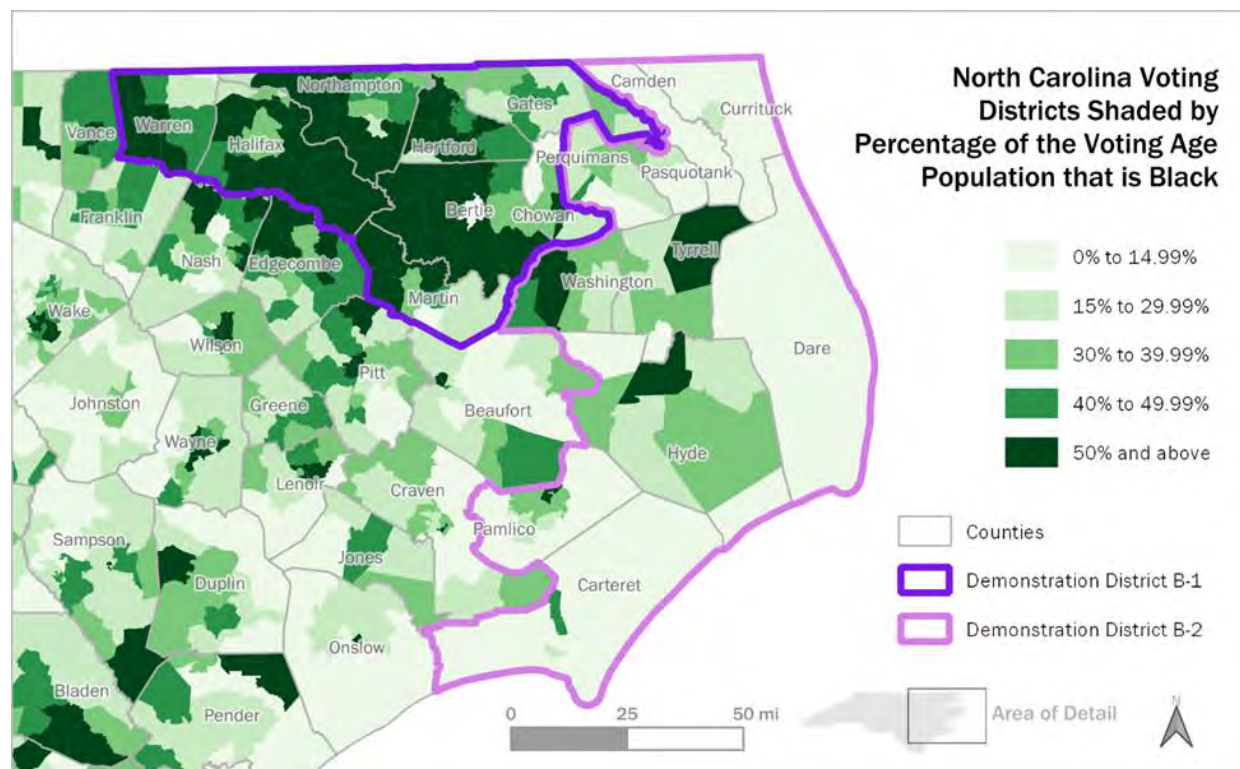 North Carolina Voting
Districts Shaded by
Percentage of the Voting Age
Population that is Black
0% to 14.99%
15% to 29.99%
30% to 39.99%
40% to 49.99%
50% and above
Counties
Demonstration District B-1
Demonstration District B-2
Area of Detail
N
0 25 50 mi
Northampton
Camden
Currituck
Gates
Vance
Warren
Halifax
Hertford
Perquimans
Pasquotank
Franklin
Bertie
Chowan
Nash
Edgecombe
Tyrrell
Martin
Washington
Wake
Wilson
Dare
Pitt
Johnston
Greene
Beaufort
Wayne
Hyde
Lenoir
Craven
Pamlico
Sampson
Jones
Duplin
Carteret
Onslow
Bladen
Pender